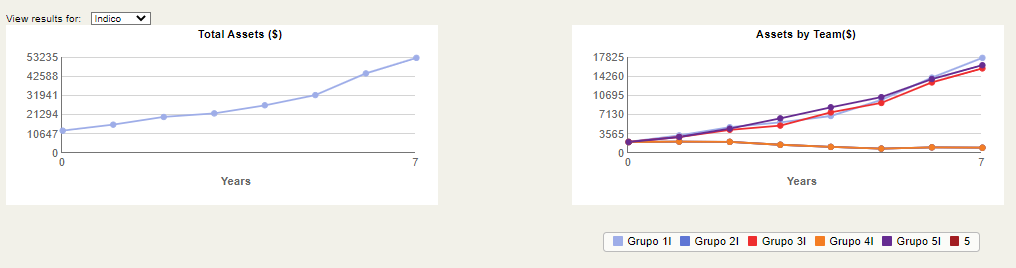 View results for: Indico
Total Assets ($)
53235
42588
31941
21294
10647
0
0 7
Years
Assets by Team($)
17825
14260
10695
7130
3565
0
0 7
Years
Grupo 1I Grupo 2I Grupo 3I Grupo 4I Grupo 5I 5